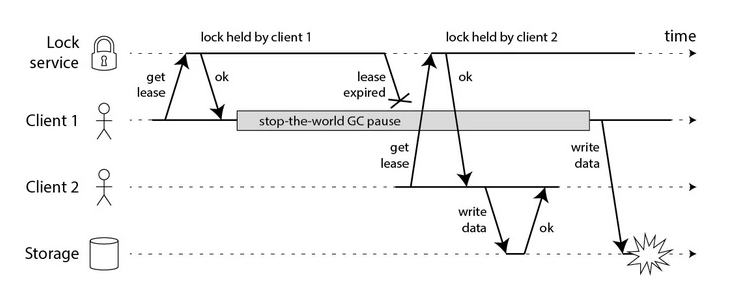 lock held by client 1
lock held by client 2
time
Lock
service
get
lease
ok
lease
expired
ok
Client 1
stop-the-world GC pause
get
lease
write
data
Client 2
write
data
ok
Storage